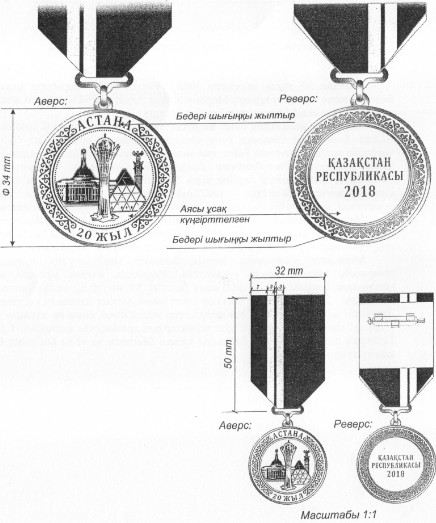 Аверс:
Реверс:
АСТАНА
20 ЖЫЛ
Ф 34 mm
Бедері шығыңқы жылтыр
ҚАЗАҚСТАН
РЕСПУБЛИКАСЫ
2018
Аясы ұсақ
күңгірттелген
Бедері шығыңқы жылтыр
32 mm
7
50 mm
Аверс:
Реверс:
АСТАНА
20 ЖЫЛ
ҚАЗАҚСТАН
РЕСПУБЛИКАСЫ
2018
Масштабы 1:1